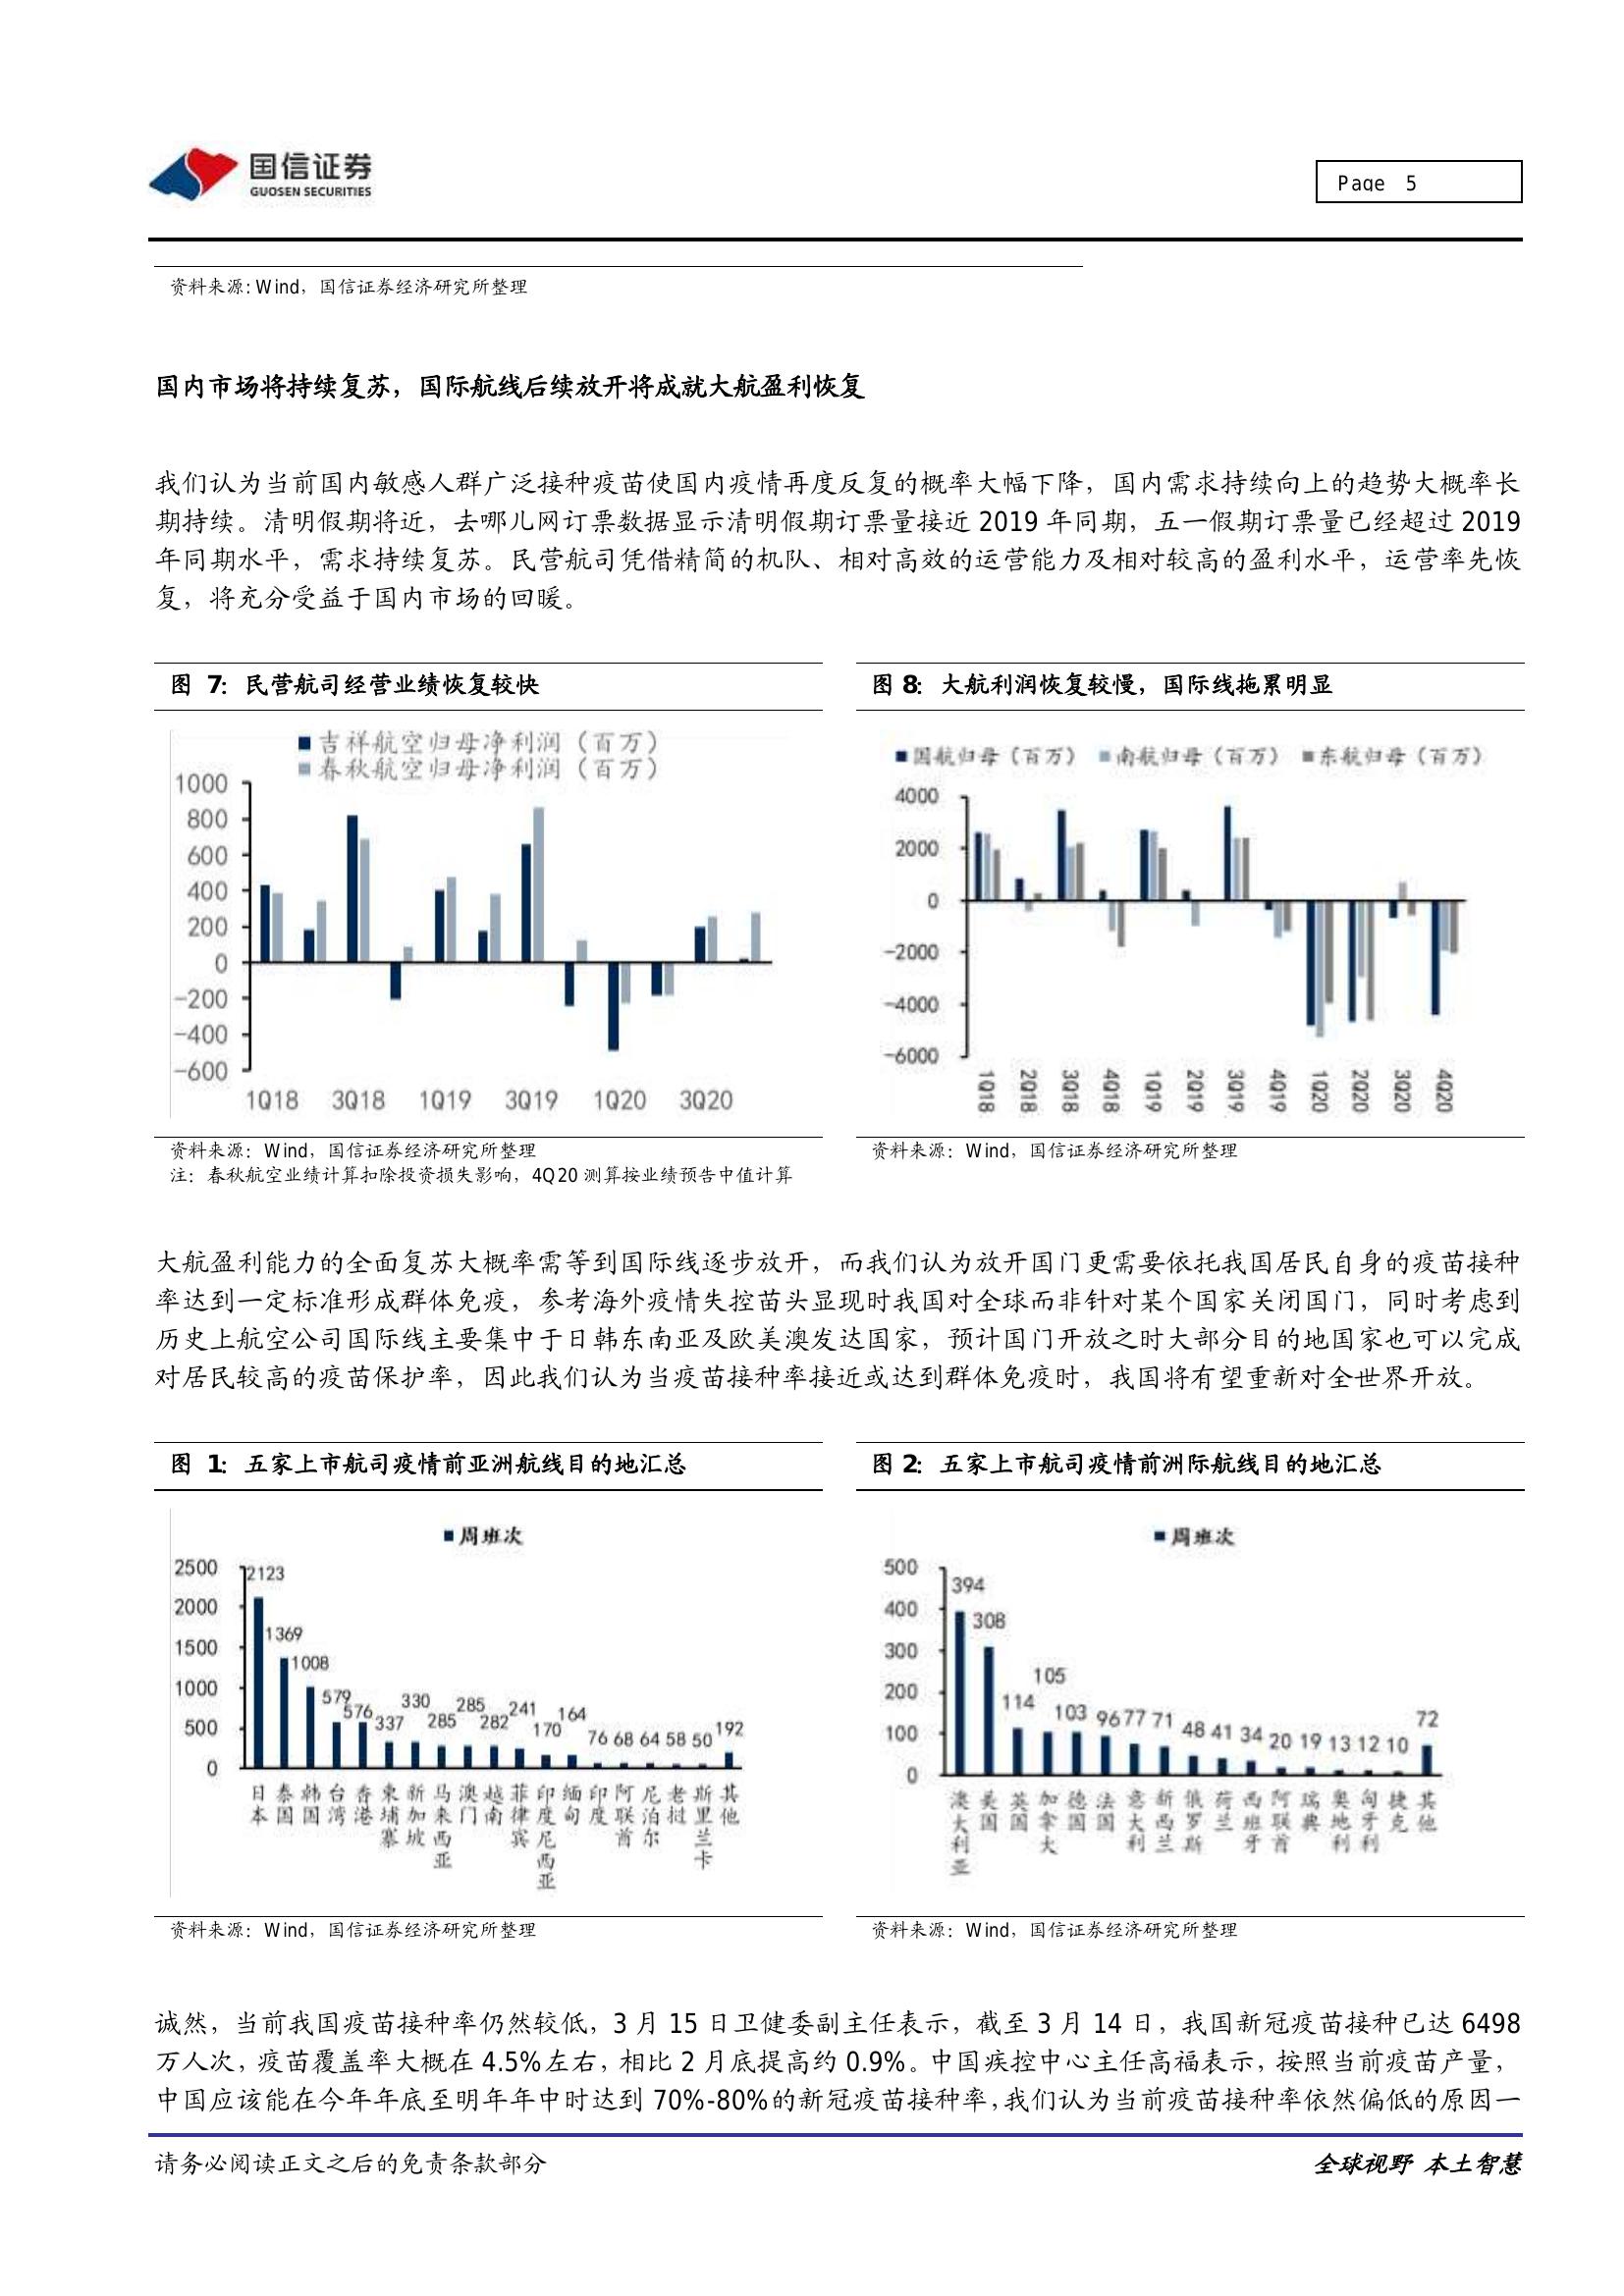 国信证券
GUOSEN SECURITIES
Page 5
资料来源: Wind，国信证券经济研究所整理
国内市场将持续复苏，国际航线后续放开将成就大航盈利恢复
我们认为当前国内敏感人群广泛接种疫苗使国内疫情再度反复的概率大幅下降，国内需求持续向上的趋势大概率长
期持续。清明假期将近，去哪儿网订票数据显示清明假期订票量接近 2019 年同期，五一假期订票量已经超过 2019
年同期水平，需求持续复苏。民营航司凭借精简的机队、相对高效的运营能力及相对较高的盈利水平，运营率先恢
复，将充分受益于国内市场的回暖。
图 7：民营航司经营业绩恢复较快
吉祥航空归母净利润（百万）
春秋航空归母净利润（百万）
1000
800
600
400
200
0
-200
-400
-600
1Q18 3Q18 1Q19 3Q19 1Q20 3Q20
资料来源：Wind，国信证券经济研究所整理
注：春秋航空业绩计算扣除投资损失影响，4Q20 测算按业绩预告中值计算
图 8：大航利润恢复较慢，国际线拖累明显
国航归母（百万） 南航归母（百万） 东航归母（百万）
4000
2000
0
-2000
-4000
-6000
1Q18 2Q18 3Q18 4Q18 1Q19 2Q19 3Q19 4Q19 1Q20 2Q20 3Q20 4Q20
资料来源：Wind，国信证券经济研究所整理
大航盈利能力的全面复苏大概率需等到国际线逐步放开，而我们认为放开国门更需要依托我国居民自身的疫苗接种
率达到一定标准形成群体免疫，参考海外疫情失控苗头显现时我国对全球而非针对某个国家关闭国门，同时考虑到
历史上航空公司国际线主要集中于日韩东南亚及欧美澳发达国家，预计国门开放之时大部分目的地国家也可以完成
对居民较高的疫苗保护率，因此我们认为当疫苗接种率接近或达到群体免疫时，我国将有望重新对全世界开放。
图 1：五家上市航司疫情前亚洲航线目的地汇总
周班次
2500
2000
1500
1000
500
0
2123 1369 1008 579 576 337 330 285 285 282 241 170 164 76 68 64 58 50 192
日本 泰国 韩国 台湾 香港 柬埔寨 新加坡 马来西亚 澳门 越南 菲律宾 印度尼西亚 缅甸 印度 阿联酋 尼泊尔 老挝 斯里兰卡 其他
资料来源：Wind，国信证券经济研究所整理
图 2：五家上市航司疫情前洲际航线目的地汇总
周班次
500
400
300
200
100
0
394 308 114 105 103 96 77 71 48 41 34 20 19 13 12 10 72
澳大利亚 美国 英国 加拿大 德国 法国 意大利 新西兰 俄罗斯 荷兰 西班牙 阿联酋 瑞典 奥地利 匈牙利 捷克 其他
资料来源：Wind，国信证券经济研究所整理
诚然，当前我国疫苗接种率仍然较低，3 月 15 日卫健委副主任表示，截至 3 月 14 日，我国新冠疫苗接种已达 6498
万人次，疫苗覆盖率大概在 4.5%左右，相比 2 月底提高约 0.9%。中国疾控中心主任高福表示，按照当前疫苗产量，
中国应该能在今年年底至明年年中时达到 70%-80%的新冠疫苗接种率，我们认为当前疫苗接种率依然偏低的原因一
请务必阅读正文之后的免责条款部分
全球视野 本土智慧